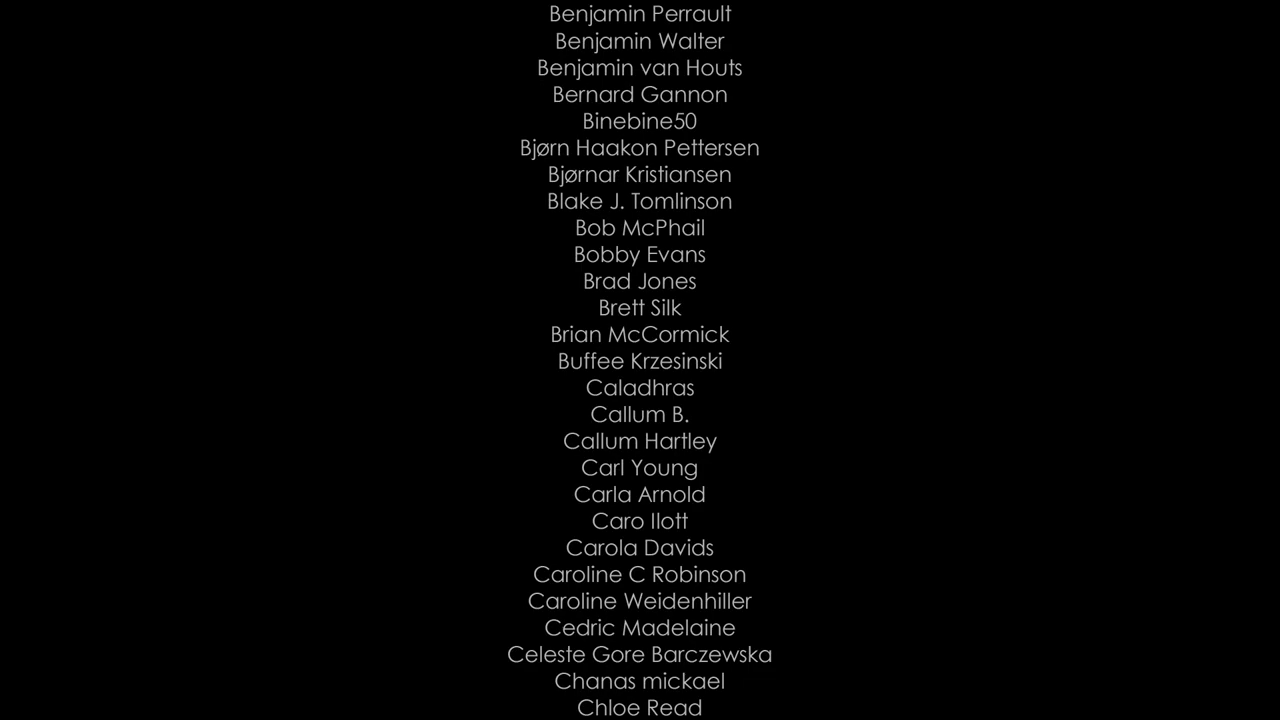 Benjamin Perrault
Benjamin Walter
Benjamin van Houts
Bernard Gannon
Binebine50
Bjørn Haakon Pettersen
Bjørnar Kristiansen
Blake J. Tomlinson
Bob McPhail
Bobby Evans
Brad Jones
Brett Silk
Brian McCormick
Buffee Krzesinski
Caladhras
Callum B.
Callum Hartley
Carl Young
Carla Arnold
Caro Ilott
Carola Davids
Caroline C Robinson
Caroline Weidenhiller
Cedric Madelaine
Celeste Gore Barczewska
Chanas mickael
Chloe Read